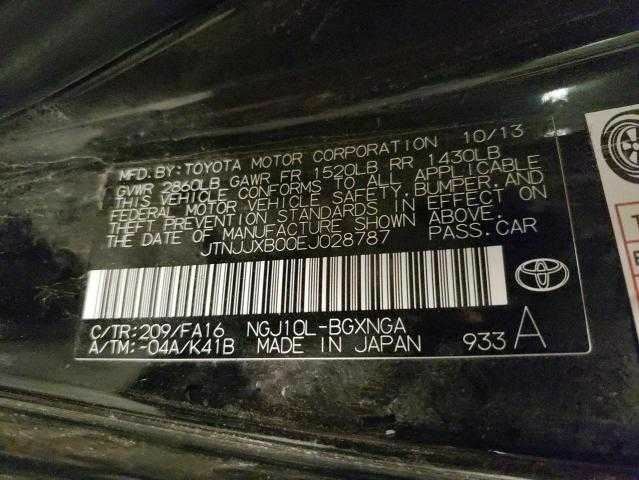 MFD. BY: TOYOTA MOTOR CORPORATION 10/13
GVWR 2860LB GAWR FR 1520LB RR 1430LB
THIS VEHICLE CONFORMS TO ALL APPLICABLE
FEDERAL MOTOR VEHICLE SAFETY, BUMPER, AND
THEFT PREVENTION STANDARDS IN EFFECT ON
THE DATE OF MANUFACTURE SHOWN ABOVE.
JTNJJXB00EJ028787 PASS. CAR
C/TR: 209/FA16 NGJ10L-BGXNGA
A/TM: -04A/K41B MADE IN JAPAN 933 A